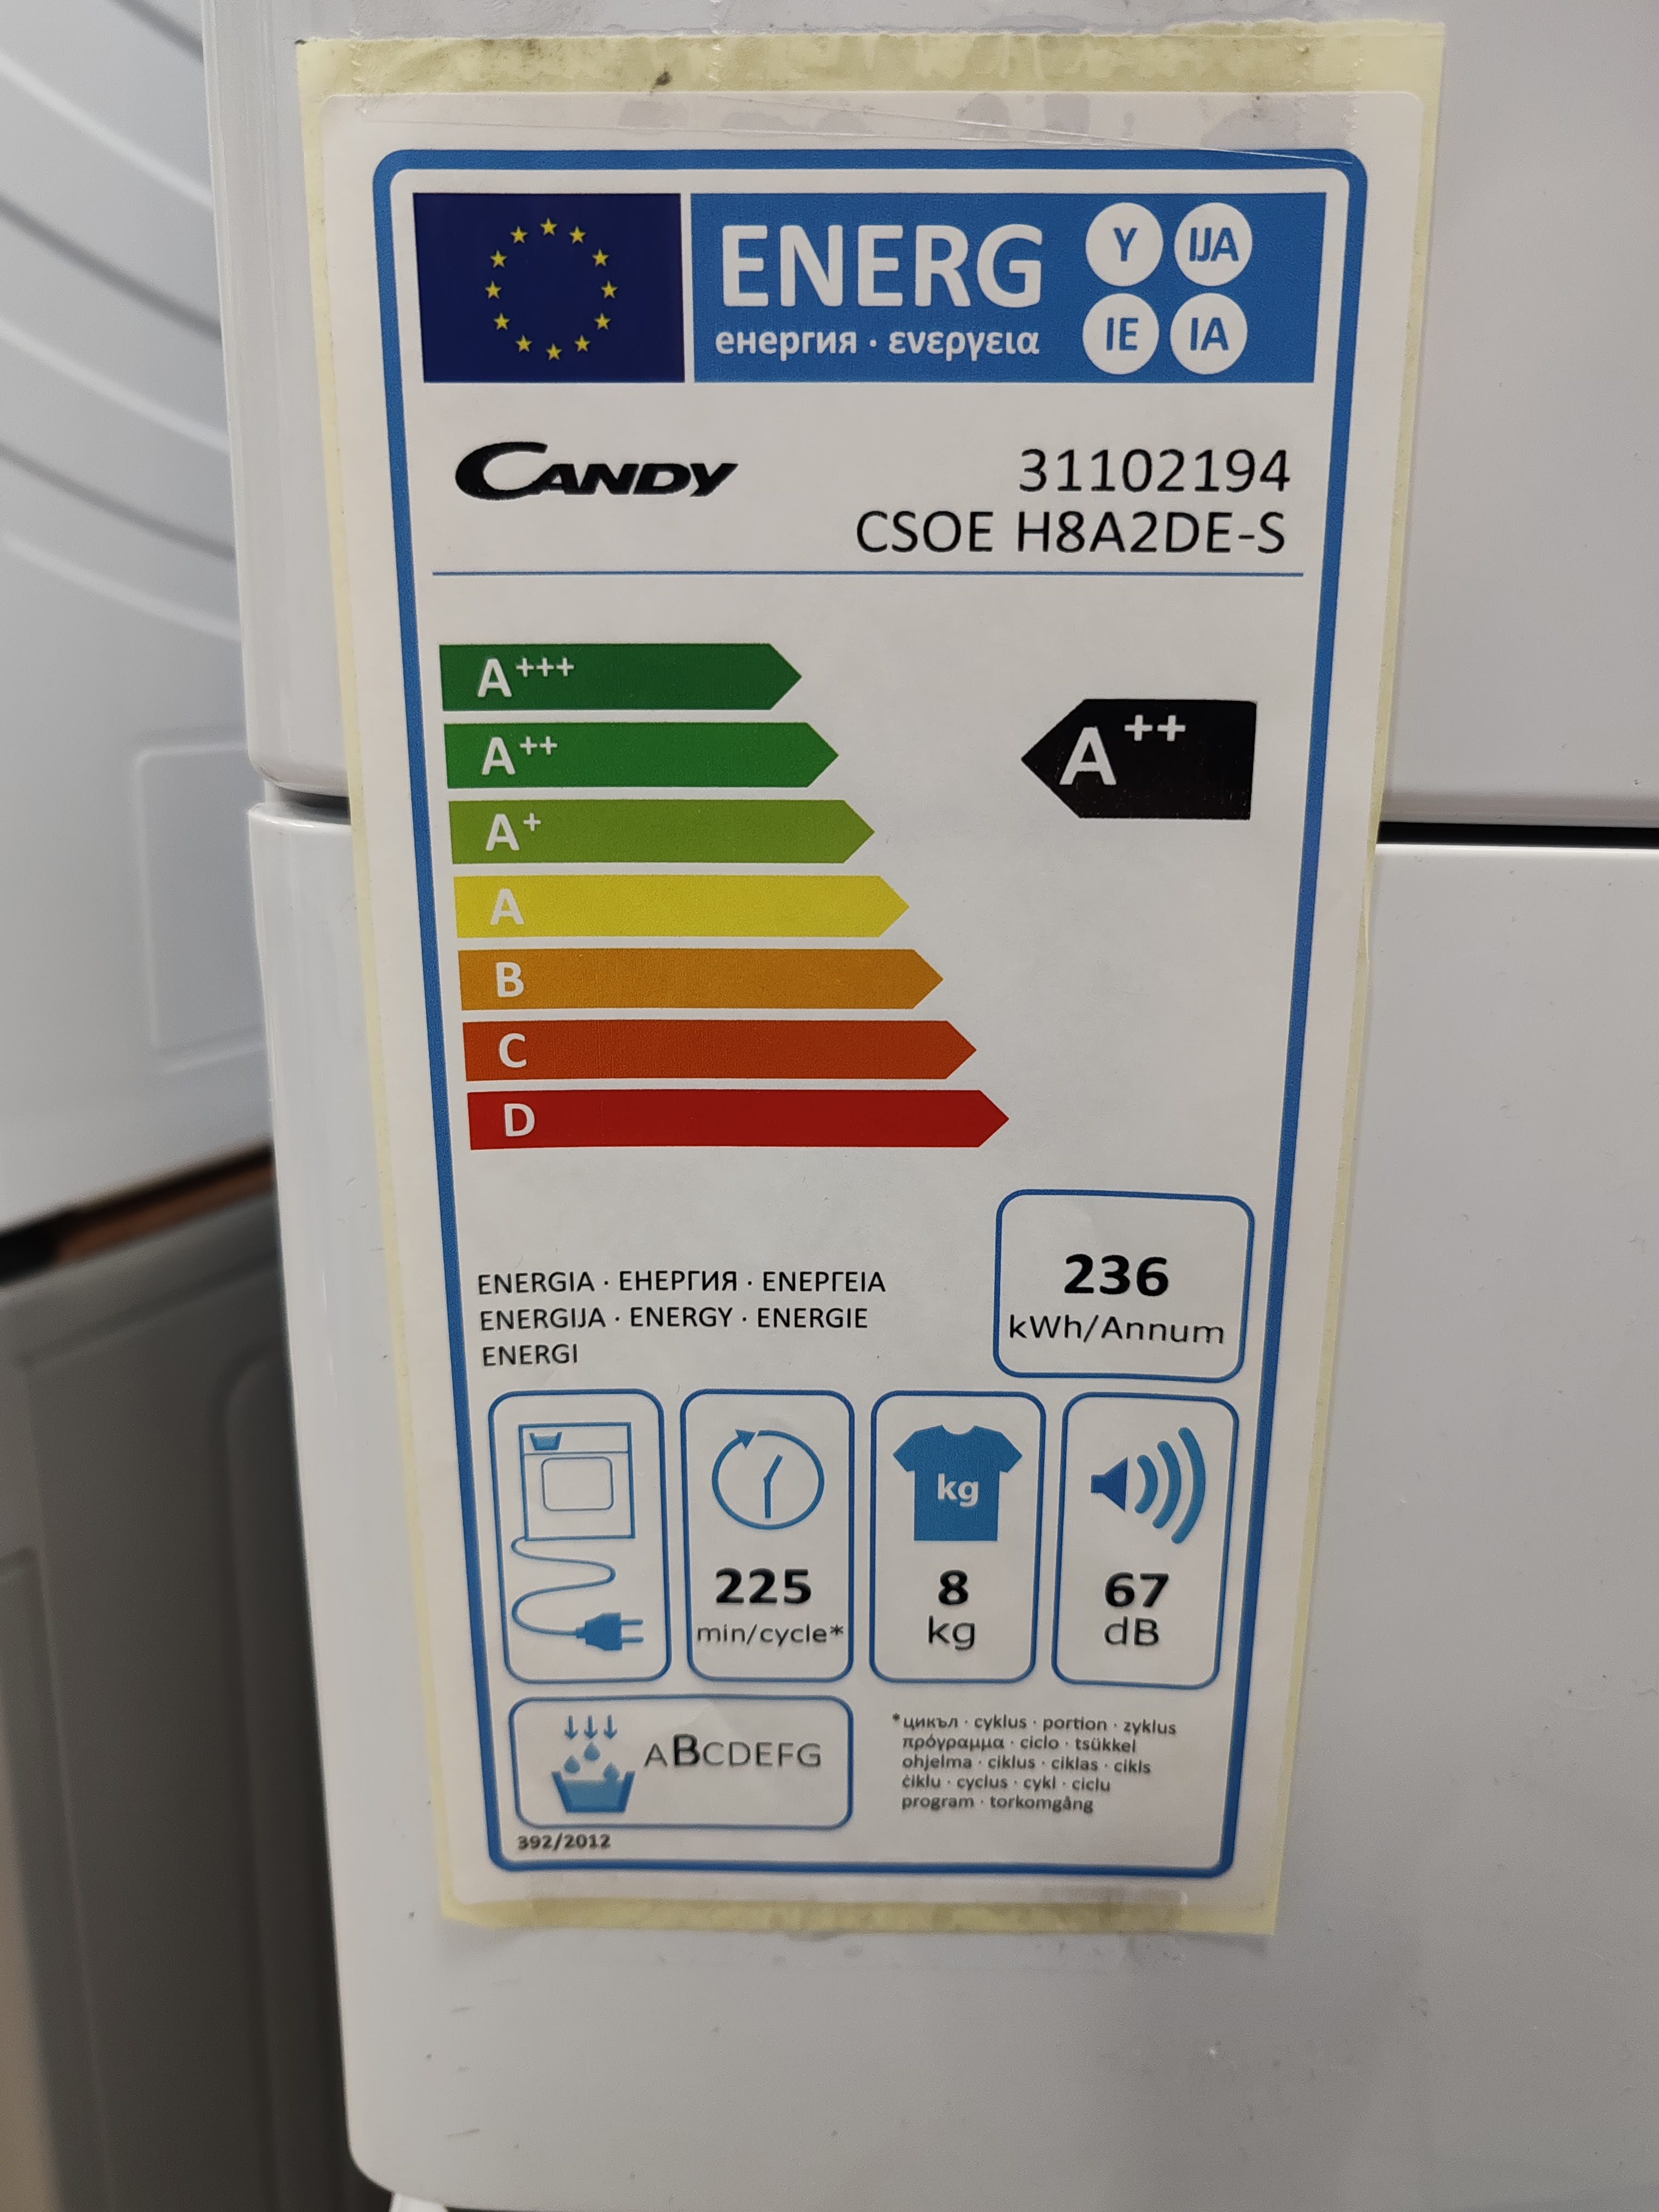 ENERG Y IJA
енергия · ενεργεια IE IA
CANDY 31102194
CSOE H8A2DE-S
A+++
A++ A++
A+
A
B
C
D
ENERGIA · ЕНЕРГИЯ · ΕΝΕΡΓΕΙΑ
ENERGIJA · ENERGY · ENERGIE
ENERGI
236
kWh/Annum
kg
225 8 67
min/cycle* kg dB
ABCDEFG
*цикъл · cyklus · portion · zyklus
πρόγραμμα · ciclo · tsükkel
ohjelma · ciklus · ciklas · cikls
ċiklu · cyclus · cykl · ciclu
program · torkomgång
392/2012